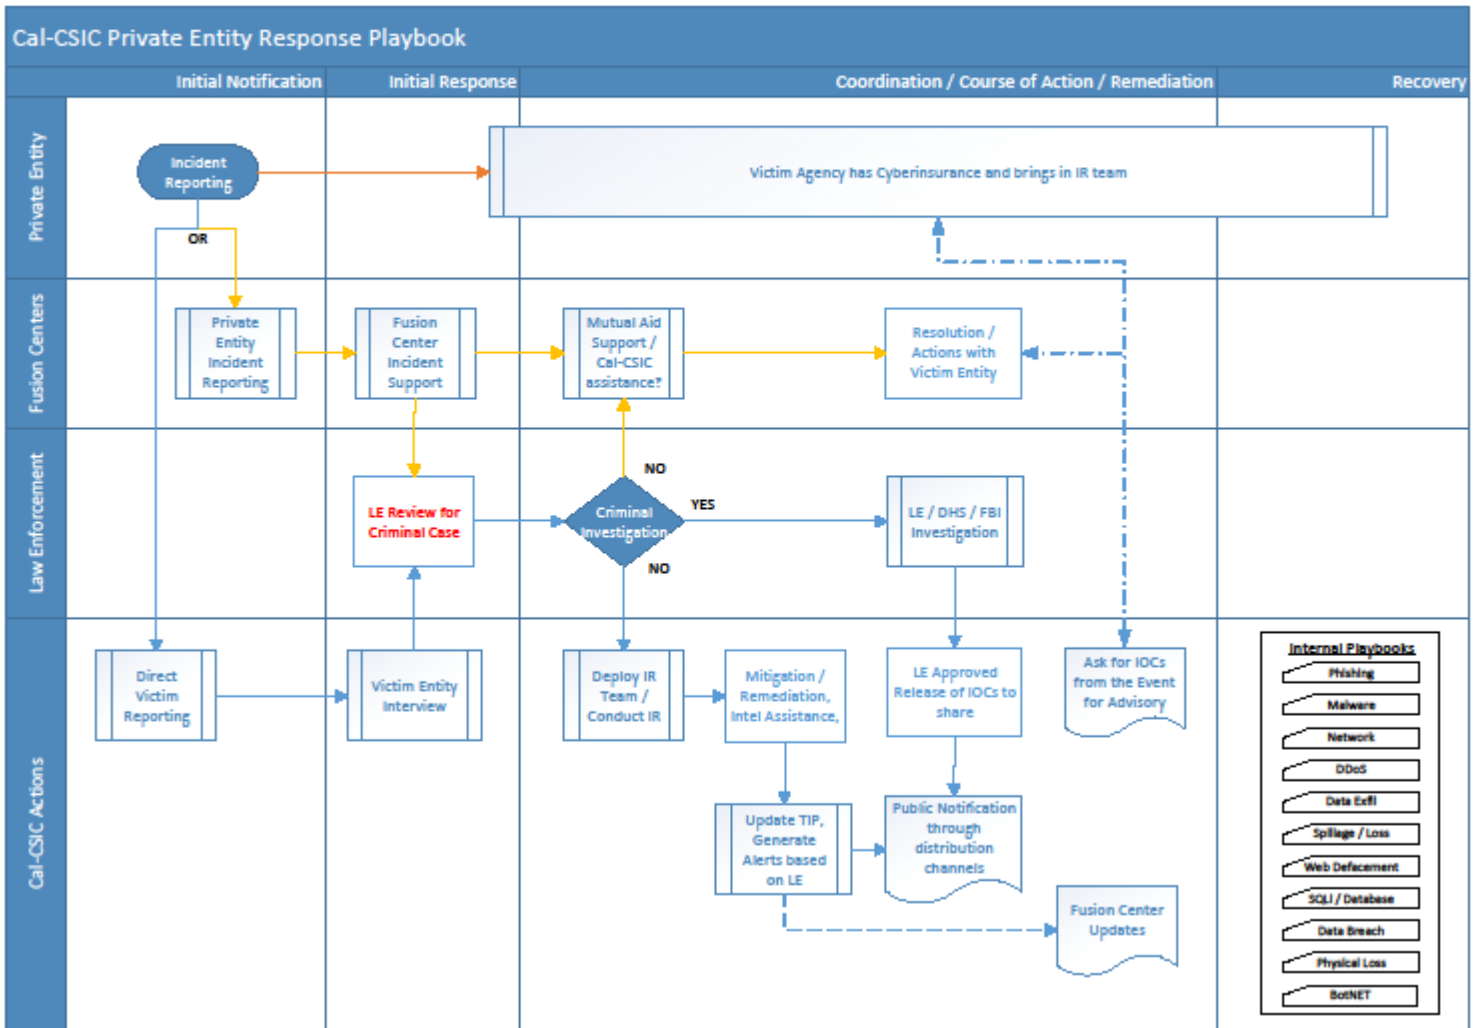 Cal-CSIC Private Entity Response Playbook
Initial Notification
Initial Response
Coordination / Course of Action / Remediation
Recovery
Private Entity
Incident
Reporting
Victim Agency has Cyberinsurance and brings in IR team
OR
Fusion Centers
Private
Entity
Incident
Reporting
Fusion
Center
Incident
Support
Mutual Aid
Support /
Cal-CSIC
assistance?
Resolution /
Actions with
Victim Entity
Law Enforcement
LE Review for
Criminal Case
NO
Criminal
Investigation
YES
NO
LE / DHS / FBI
Investigation
Cal-CSIC Actions
Direct
Victim
Reporting
Victim Entity
Interview
Deploy IR
Team /
Conduct IR
Mitigation /
Remediation,
Intel Assistance,
LE Approved
Release of IOCs to
share
Ask for IOCs
from the Event
for Advisory
Update TIP,
Generate
Alerts based
on LE
Public Notification
through
distribution
channels
Fusion Center
Updates
Internal Playbooks
Phishing
Malware
Network
DDoS
Data Exfil
Spillage / Loss
Web Defacement
SQLi / Database
Data Breach
Physical Loss
BotNET